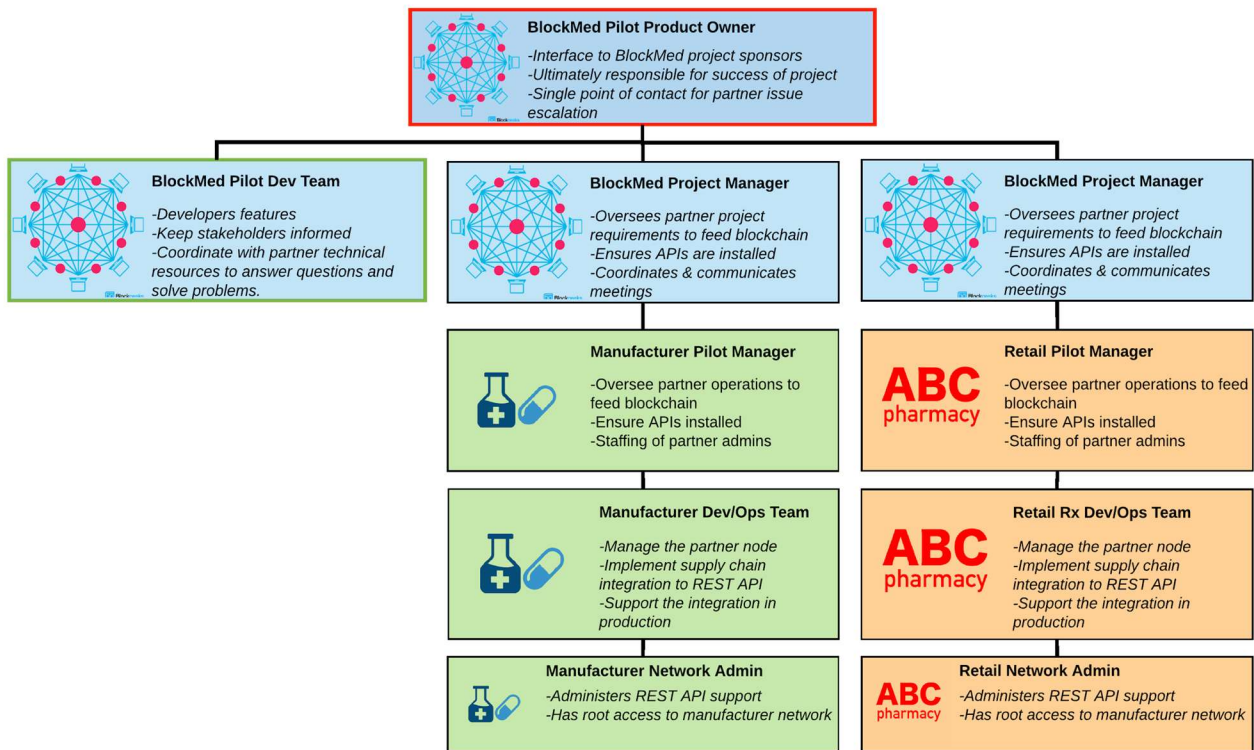 BlockMed Pilot Product Owner
-Interface to BlockMed project sponsors
-Ultimately responsible for success of project
-Single point of contact for partner issue
escalation
BlockMed Pilot Dev Team
-Developers features
-Keep stakeholders informed
-Coordinate with partner technical
resources to answer questions and
solve problems.
BlockMed Project Manager
-Oversees partner project
requirements to feed blockchain
-Ensures APIs are installed
-Coordinates & communicates
meetings
BlockMed Project Manager
-Oversees partner project
requirements to feed blockchain
-Ensures APIs are installed
-Coordinates & communicates
meetings
Manufacturer Pilot Manager
-Oversee partner operations to
feed blockchain
-Ensure APIs installed
-Staffing of partner admins
ABC
pharmacy
Retail Pilot Manager
-Oversee partner operations to feed
blockchain
-Ensure APIs installed
-Staffing of partner admins
Manufacturer Dev/Ops Team
-Manage the partner node
-Implement supply chain
integration to REST API
-Support the integration in
production
ABC
pharmacy
Retail Rx Dev/Ops Team
-Manage the partner node
-Implement supply chain
integration to REST API
-Support the integration in
production
Manufacturer Network Admin
-Administers REST API support
-Has root access to manufacturer network
ABC
pharmacy
Retail Network Admin
-Administers REST API support
-Has root access to manufacturer network